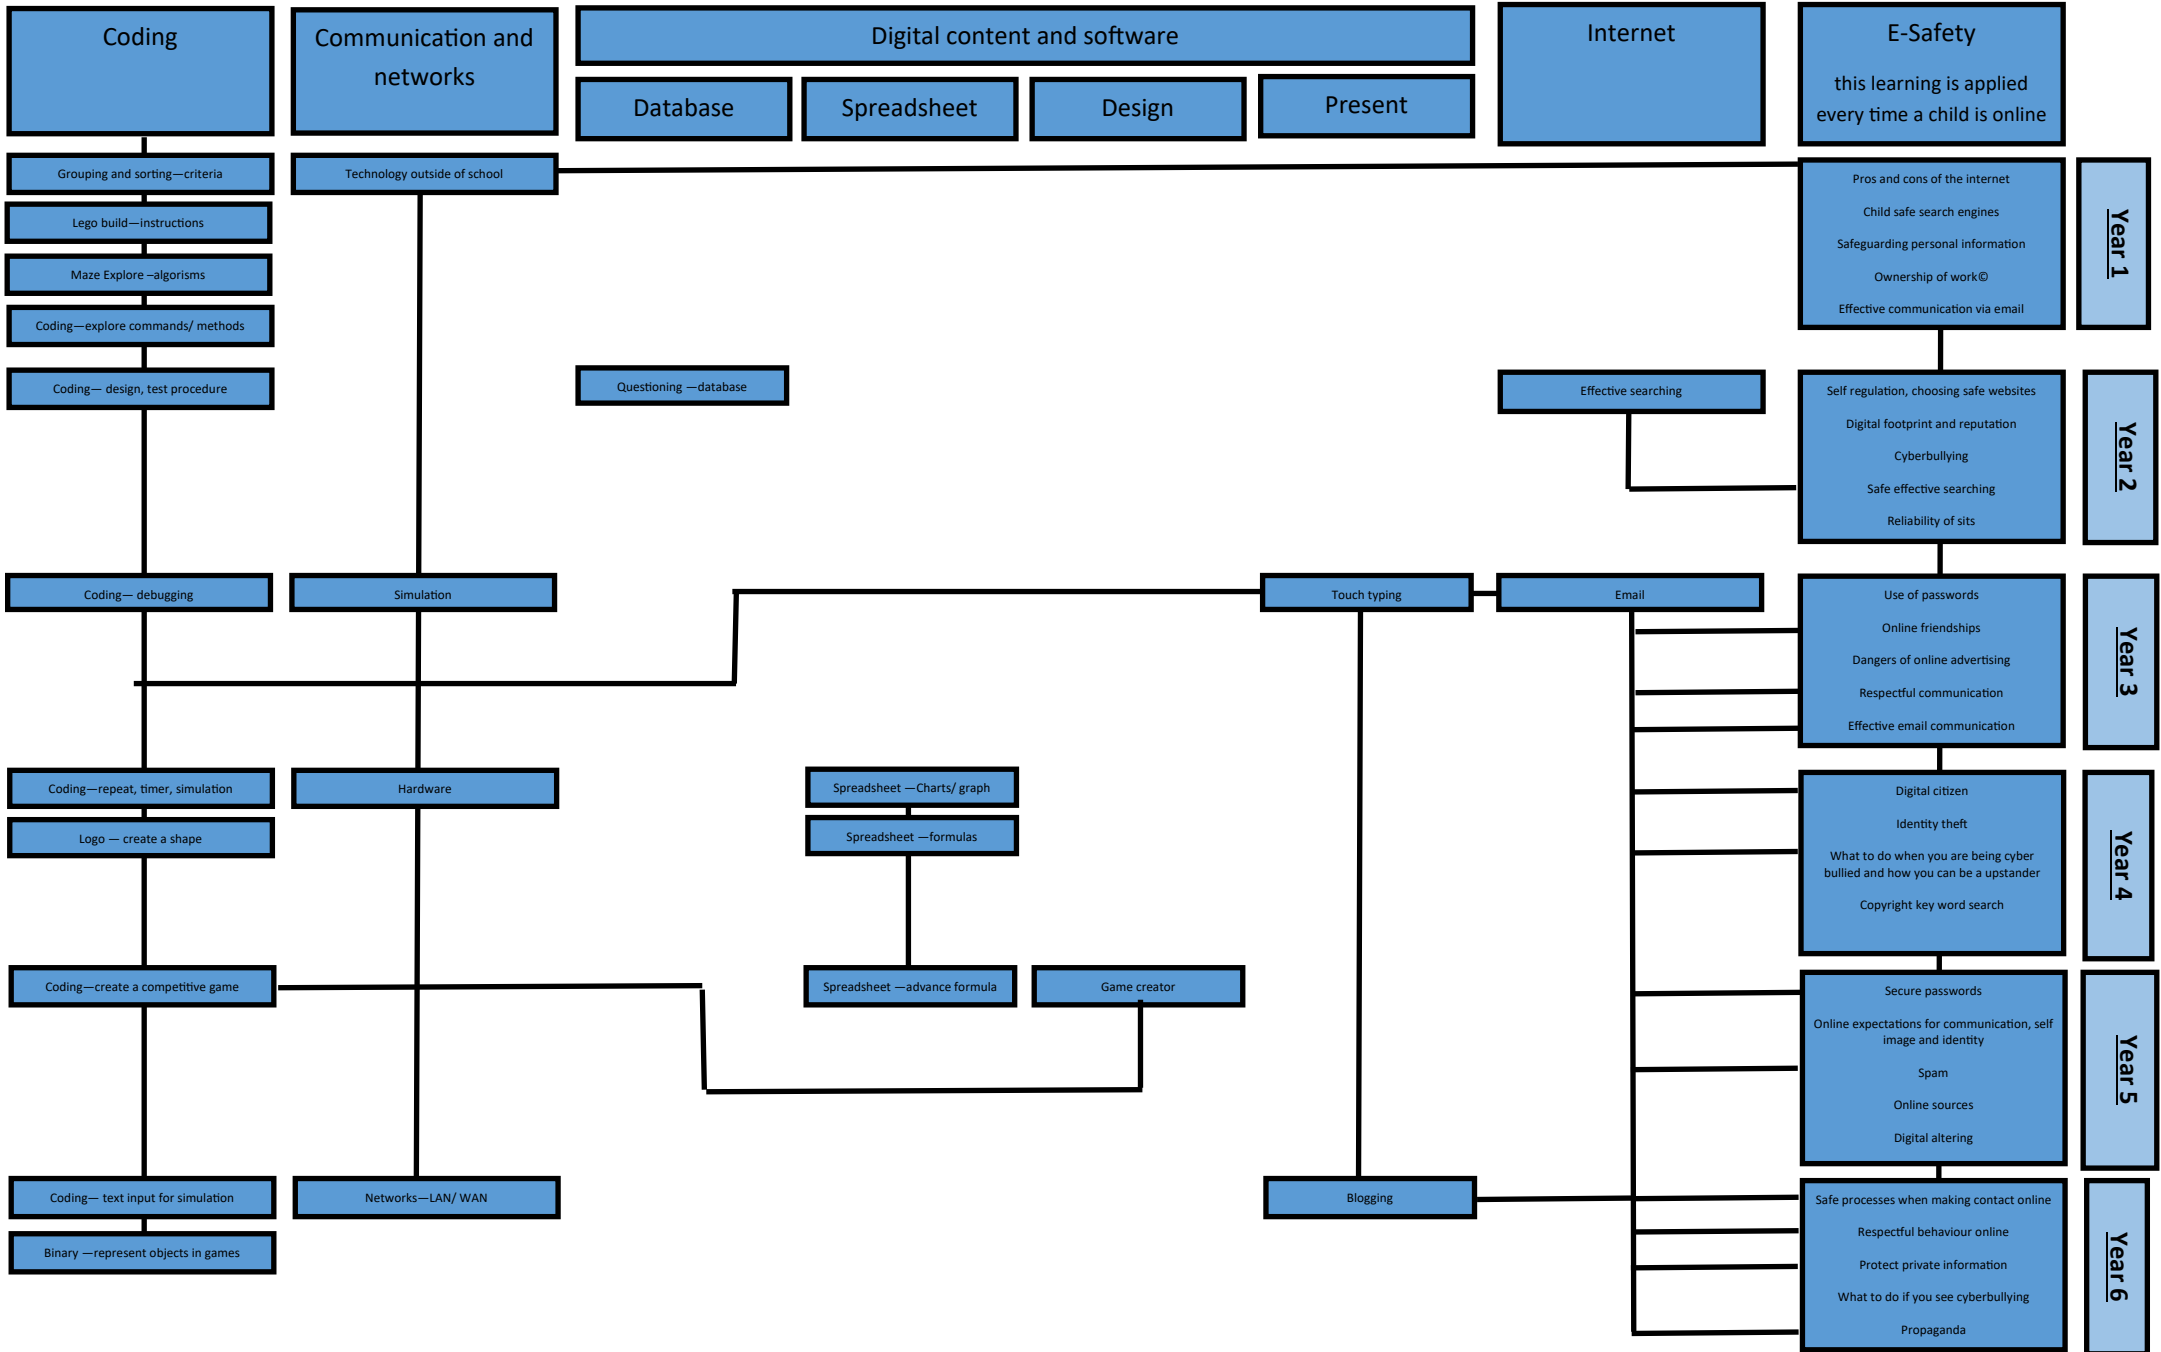 Coding
Communication and
networks
Digital content and software
Database
Spreadsheet
Design
Present
Internet
E-Safety
this learning is applied
every time a child is online
Grouping and sorting—criteria
Technology outside of school
Lego build—instructions
Maze Explore –algorisms
Coding—explore commands/ methods
Pros and cons of the internet
Child safe search engines
Safeguarding personal information
Ownership of work©
Effective communication via email
Year 1
Coding— design, test procedure
Questioning —database
Effective searching
Self regulation, choosing safe websites
Digital footprint and reputation
Cyberbullying
Safe effective searching
Reliability of sits
Year 2
Coding— debugging
Simulation
Touch typing
Email
Use of passwords
Online friendships
Dangers of online advertising
Respectful communication
Effective email communication
Year 3
Coding—repeat, timer, simulation
Logo — create a shape
Hardware
Spreadsheet —Charts/ graph
Spreadsheet —formulas
Digital citizen
Identity theft
What to do when you are being cyber
bullied and how you can be a upstander
Copyright key word search
Year 4
Coding—create a competitive game
Spreadsheet —advance formula
Game creator
Secure passwords
Online expectations for communication, self
image and identity
Spam
Online sources
Digital altering
Year 5
Coding— text input for simulation
Binary —represent objects in games
Networks—LAN/ WAN
Blogging
Safe processes when making contact online
Respectful behaviour online
Protect private information
What to do if you see cyberbullying
Propaganda
Year 6